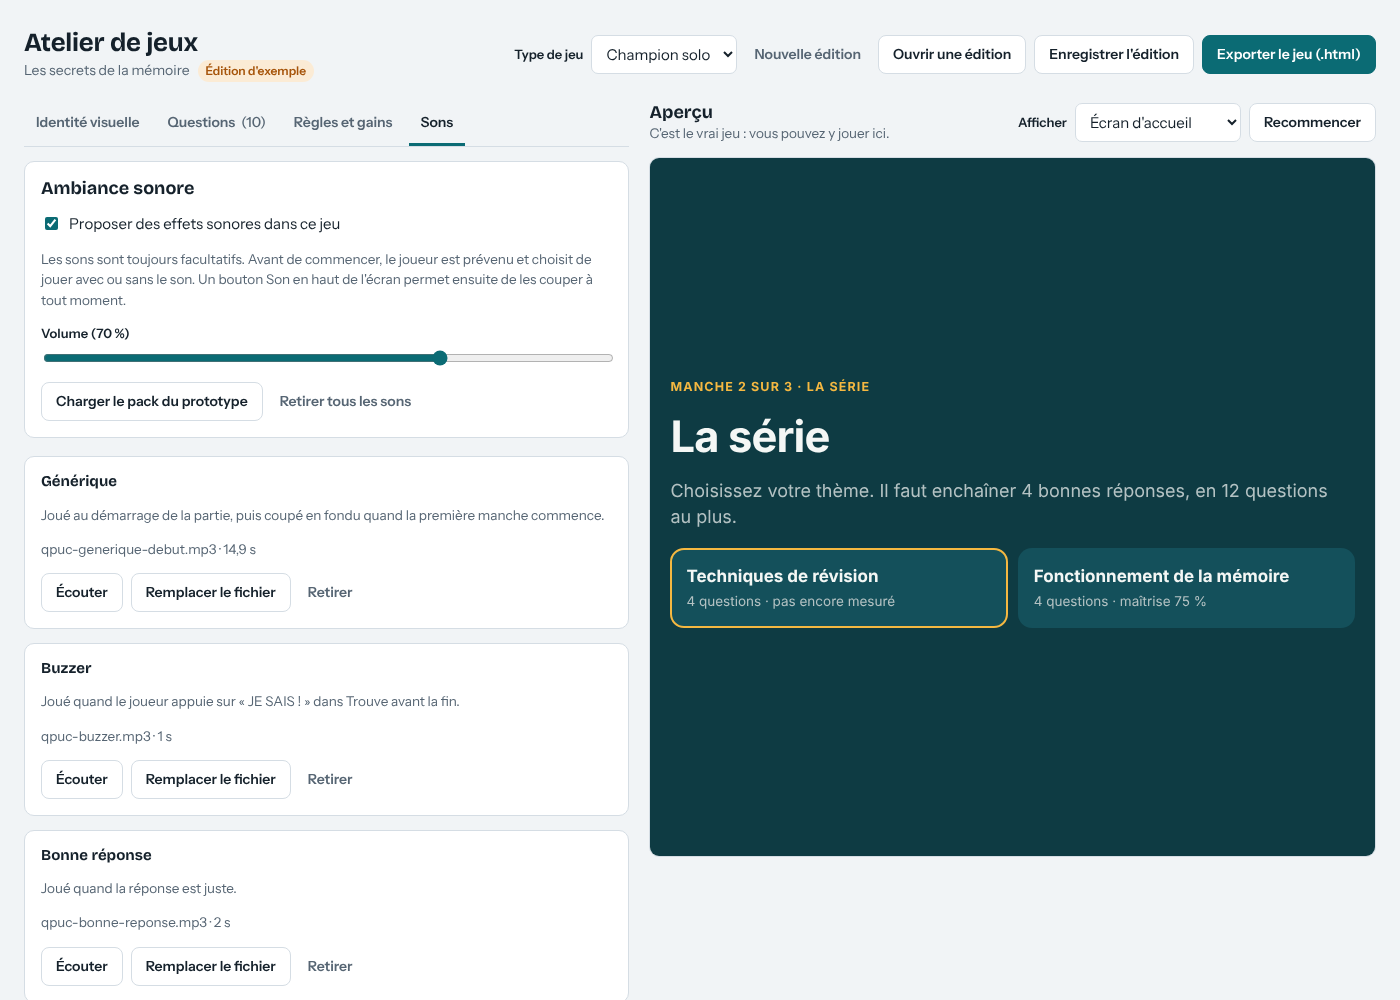 Atelier de jeux
Les secrets de la mémoire
Édition d'exemple
Type de jeu
Champion solo
Nouvelle édition
Ouvrir une édition
Enregistrer l'édition
Exporter le jeu (.html)
Identité visuelle
Questions (10)
Règles et gains
Sons
Ambiance sonore
Proposer des effets sonores dans ce jeu
Les sons sont toujours facultatifs. Avant de commencer, le joueur est prévenu et choisit de
jouer avec ou sans le son. Un bouton Son en haut de l'écran permet ensuite de les couper à
tout moment.
Volume (70 %)
Charger le pack du prototype
Retirer tous les sons
Générique
Joué au démarrage de la partie, puis coupé en fondu quand la première manche commence.
qpuc-generique-debut.mp3 · 14,9 s
Écouter
Remplacer le fichier
Retirer
Buzzer
Joué quand le joueur appuie sur « JE SAIS ! » dans Trouve avant la fin.
qpuc-buzzer.mp3 · 1 s
Écouter
Remplacer le fichier
Retirer
Bonne réponse
Joué quand la réponse est juste.
qpuc-bonne-reponse.mp3 · 2 s
Écouter
Remplacer le fichier
Retirer
Aperçu
C'est le vrai jeu : vous pouvez y jouer ici.
Afficher
Écran d'accueil
Recommencer
MANCHE 2 SUR 3 · LA SÉRIE
La série
Choisissez votre thème. Il faut enchaîner 4 bonnes réponses, en 12 questions
au plus.
Techniques de révision
4 questions · pas encore mesuré
Fonctionnement de la mémoire
4 questions · maîtrise 75 %